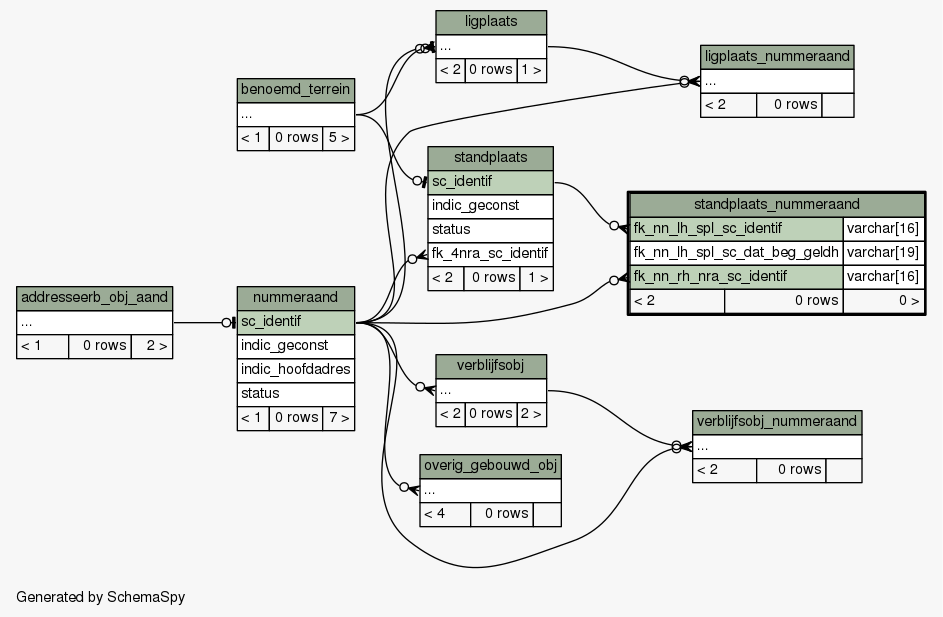 ligplaats
...
< 2 0 rows 1 >
ligplaats_nummeraand
...
< 2 0 rows
benoemd_terrein
...
< 1 0 rows 5 >
standplaats
sc_identif
indic_geconst
status
fk_4nra_sc_identif
< 2 0 rows 1 >
standplaats_nummeraand
fk_nn_lh_spl_sc_identif varchar[16]
fk_nn_lh_spl_sc_dat_beg_geldh varchar[19]
fk_nn_rh_nra_sc_identif varchar[16]
< 2 0 rows 0 >
addresseerb_obj_aand
...
< 1 0 rows 2 >
nummeraand
sc_identif
indic_geconst
indic_hoofdadres
status
< 1 0 rows 7 >
verblijfsobj
...
< 2 0 rows 2 >
verblijfsobj_nummeraand
...
< 2 0 rows
overig_gebouwd_obj
...
< 4 0 rows
Generated by SchemaSpy